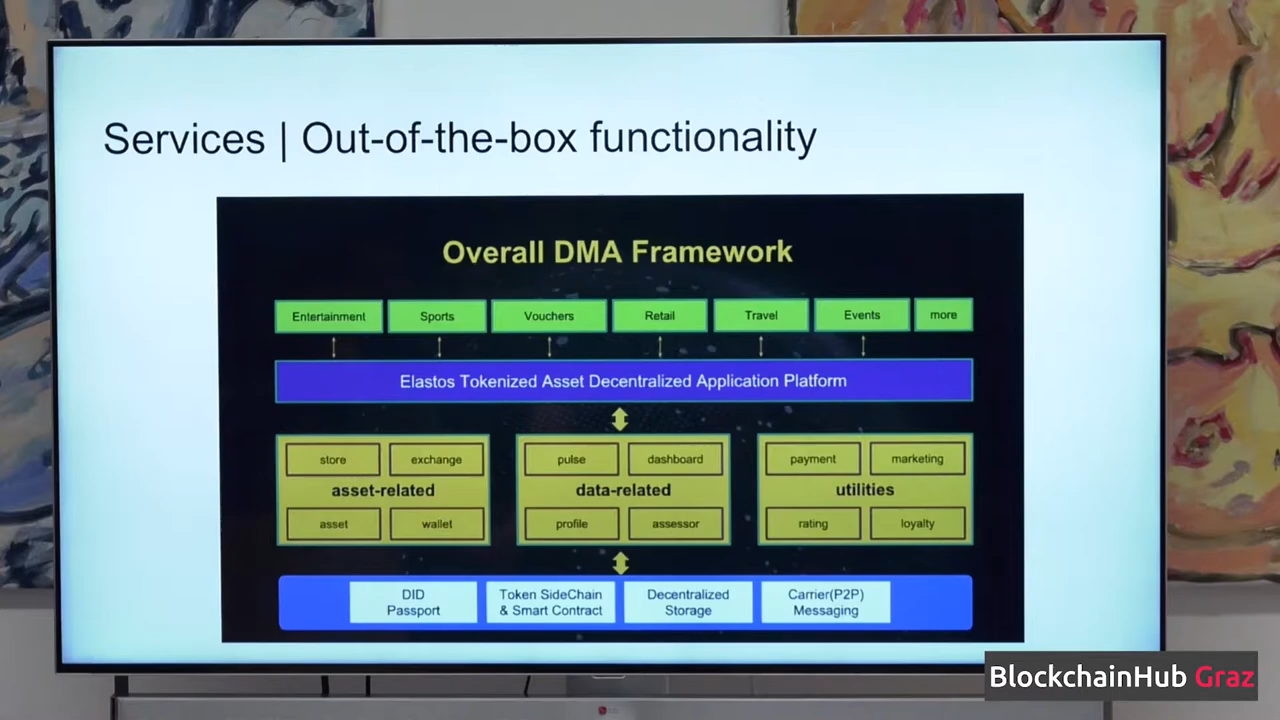 Services | Out-of-the-box functionality
Overall DMA Framework
Entertainment
Sports
Vouchers
Retail
Travel
Events
more
Elastos Tokenized Asset Decentralized Application Platform
store
exchange
asset-related
asset
wallet
pulse
dashboard
data-related
profile
assessor
payment
marketing
utilities
rating
loyalty
DID
Passport
Token SideChain
& Smart Contract
Decentralized
Storage
Carrier(P2P)
Messaging
BlockchainHub Graz